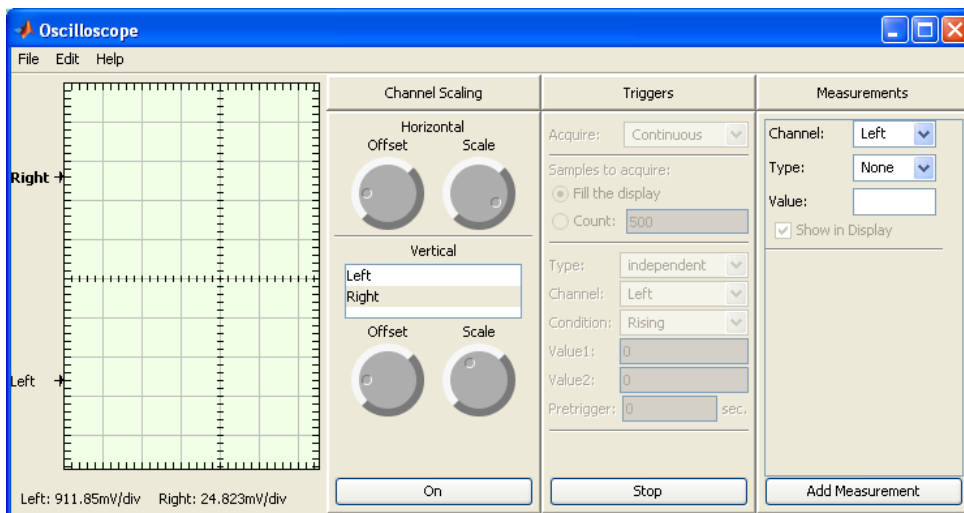 Oscilloscope
File Edit Help
Right
Left
Left: 911.85mV/div Right: 24.823mV/div
Channel Scaling
Horizontal
Offset Scale
Vertical
Left
Right
Offset Scale
On
Triggers
Acquire: Continuous
Samples to acquire:
Fill the display
Count: 500
Type: independent
Channel: Left
Condition: Rising
Value1: 0
Value2: 0
Pretrigger: 0 sec.
Stop
Measurements
Channel: Left
Type: None
Value:
Show in Display
Add Measurement